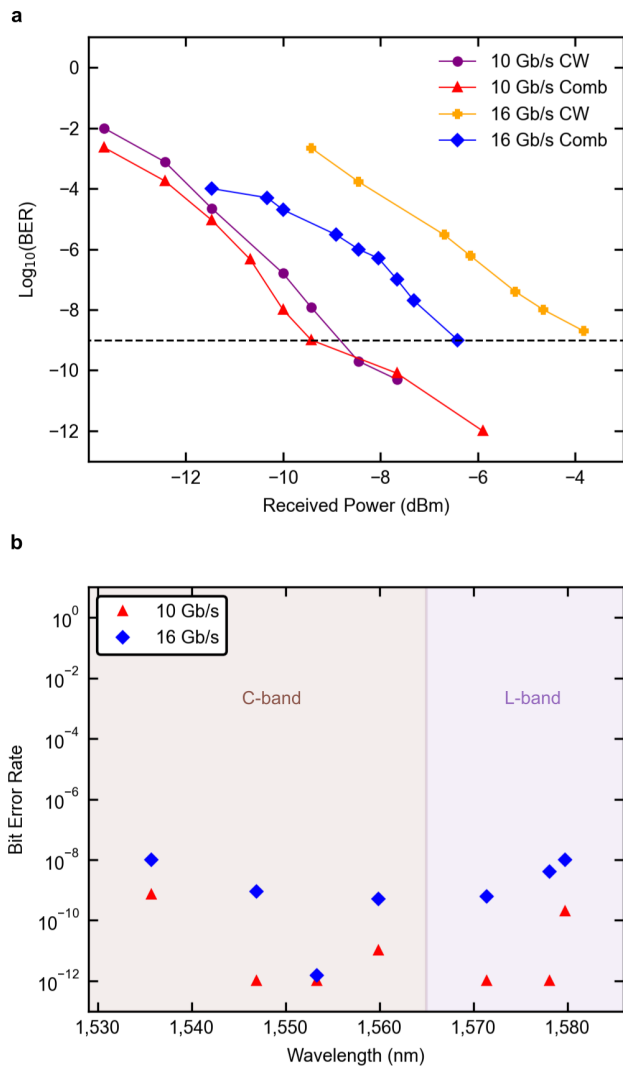 a
0
−2
−4
−6
−8
−10
−12
Log₁₀(BER)
10 Gb/s CW
10 Gb/s Comb
16 Gb/s CW
16 Gb/s Comb
−12
−10
−8
−6
−4
Received Power (dBm)
b
10⁰
10⁻²
10⁻⁴
10⁻⁶
10⁻⁸
10⁻¹⁰
10⁻¹²
Bit Error Rate
10 Gb/s
16 Gb/s
C-band
L-band
1,530
1,540
1,550
1,560
1,570
1,580
Wavelength (nm)